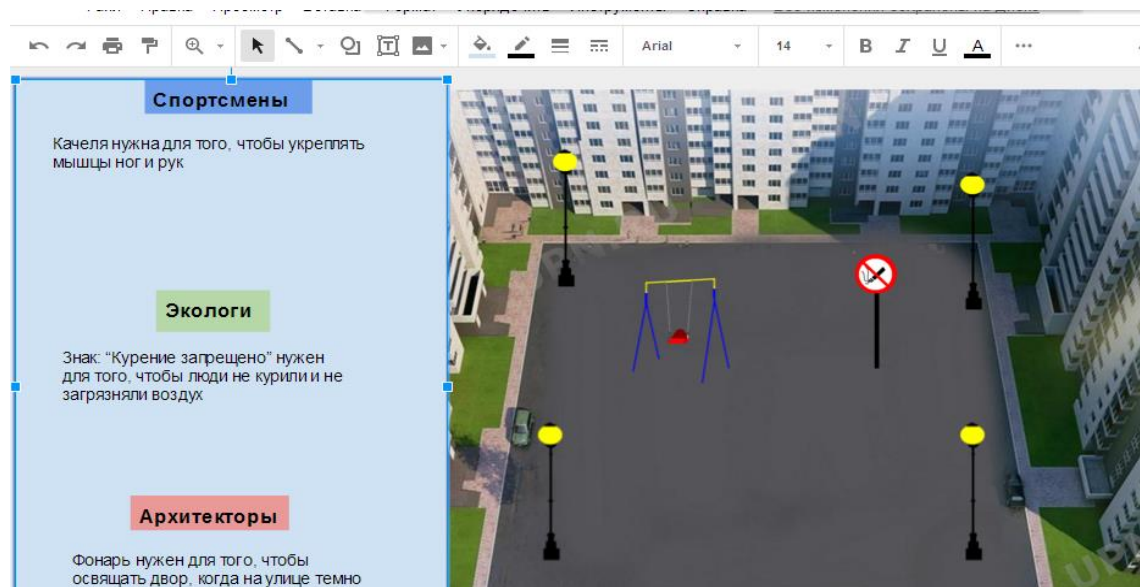 Arial
14
B I U A
Спортсмены
Качеля нужна для того, чтобы укреплять
мышцы ног и рук
Экологи
Знак: “Курение запрещено” нужен
для того, чтобы люди не курили и не
загрязняли воздух
Архитекторы
Фонарь нужен для того, чтобы
освящать двор, когда на улице темно